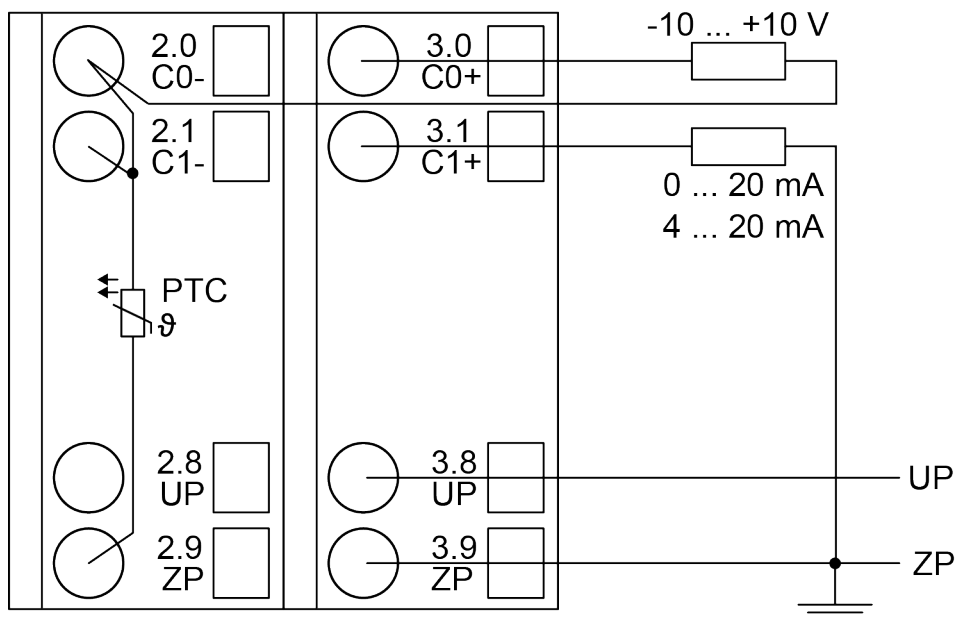 -10 ... +10 V
2.0
C0-
3.0
C0+
2.1
C1-
3.1
C1+
0 ... 20 mA
4 ... 20 mA
PTC
ϑ
2.8
UP
3.8
UP
UP
2.9
ZP
3.9
ZP
ZP